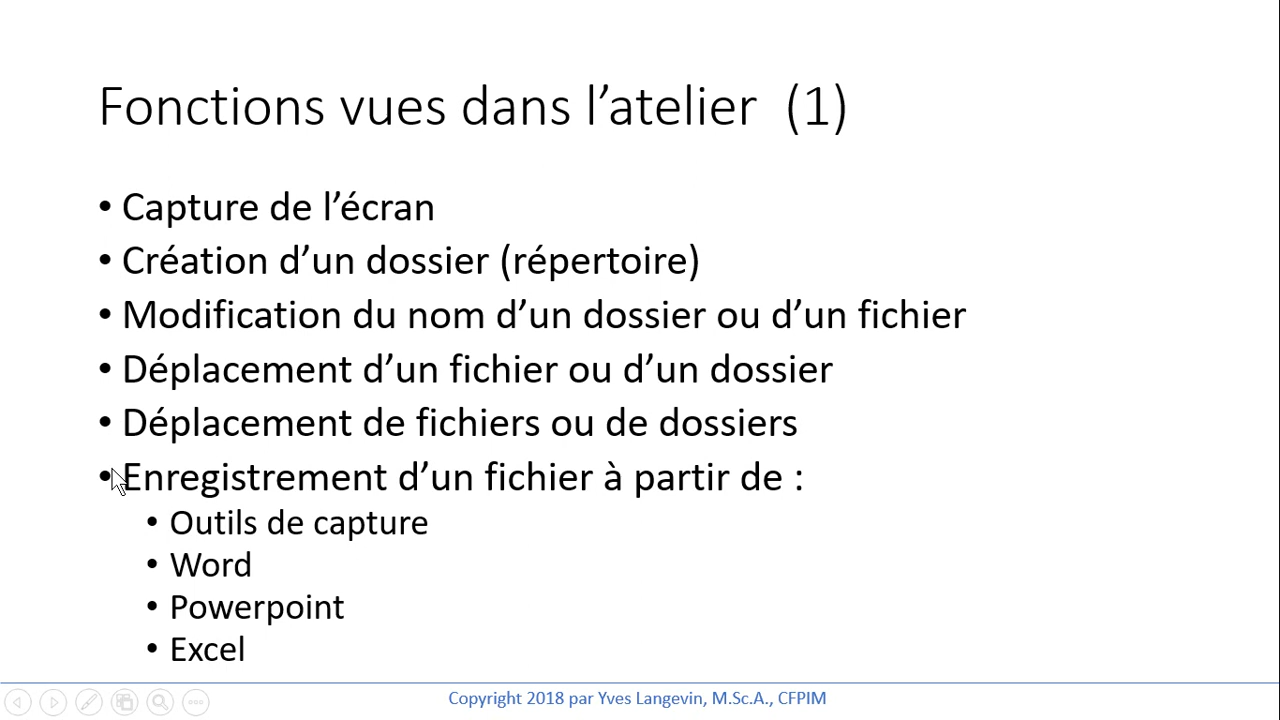 Fonctions vues dans l’atelier (1)
• Capture de l’écran
• Création d’un dossier (répertoire)
• Modification du nom d’un dossier ou d’un fichier
• Déplacement d’un fichier ou d’un dossier
• Déplacement de fichiers ou de dossiers
• Enregistrement d’un fichier à partir de :
• Outils de capture
• Word
• Powerpoint
• Excel
Copyright 2018 par Yves Langevin, M.Sc.A., CFPIM